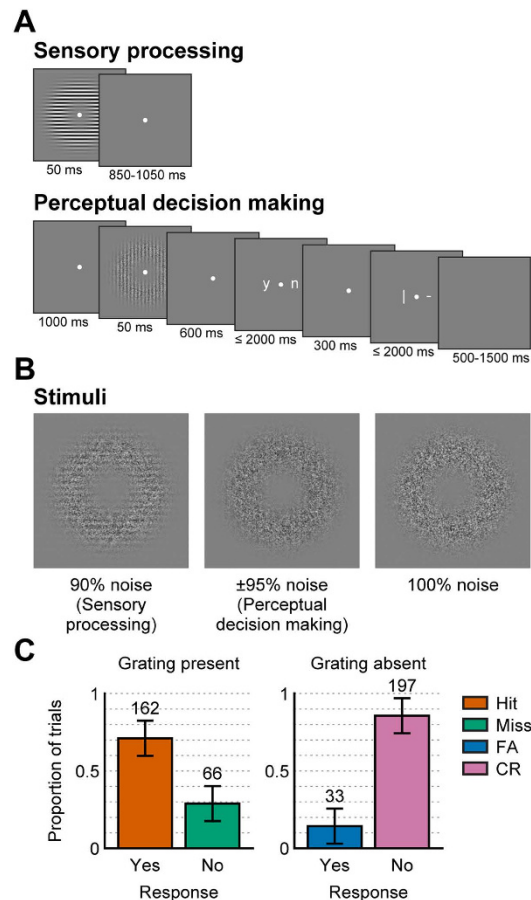 A
Sensory processing
50 ms
850-1050 ms
Perceptual decision making
y n
| -
1000 ms
50 ms
600 ms
≤ 2000 ms
300 ms
≤ 2000 ms
500-1500 ms
B
Stimuli
90% noise
(Sensory
processing)
±95% noise
(Perceptual
decision making)
100% noise
C
Grating present
Grating absent
Proportion of trials
1
0.5
0
162
66
Yes
No
Response
1
0.5
0
33
197
Yes
No
Response
Hit
Miss
FA
CR